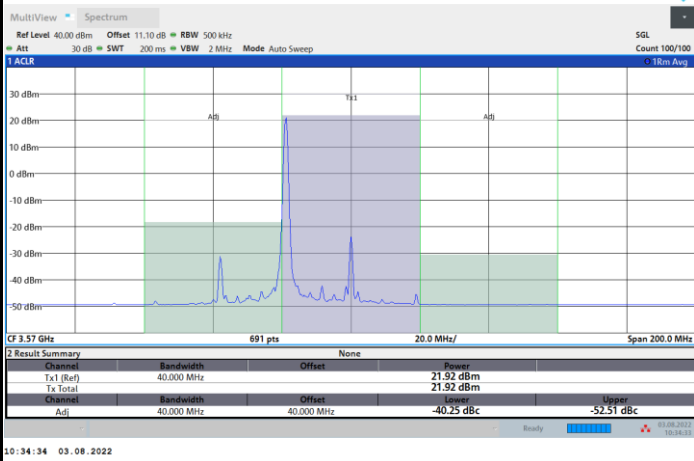 MultiView Spectrum
Ref Level 40.00 dBm Offset 11.10 dB RBW 500 kHz SGL
Att 30 dB SWT 200 ms VBW 2 MHz Mode Auto Sweep Count 100/100
1 ACLR 1Rm Avg
30 dBm
Tx1
20 dBm Adj Adj
10 dBm
0 dBm
-10 dBm
-20 dBm
-30 dBm
-40 dBm
-50 dBm
CF 3.57 GHz 691 pts 20.0 MHz/ Span 200.0 MHz
2 Result Summary None
Channel Bandwidth Offset Power
Tx1 (Ref) 40.000 MHz 21.92 dBm
Tx Total 21.92 dBm
Channel Bandwidth Offset Lower Upper
Adj 40.000 MHz 40.000 MHz -40.25 dBc -52.51 dBc
Ready 03.08.2022
10:34:33
10:34:34 03.08.2022